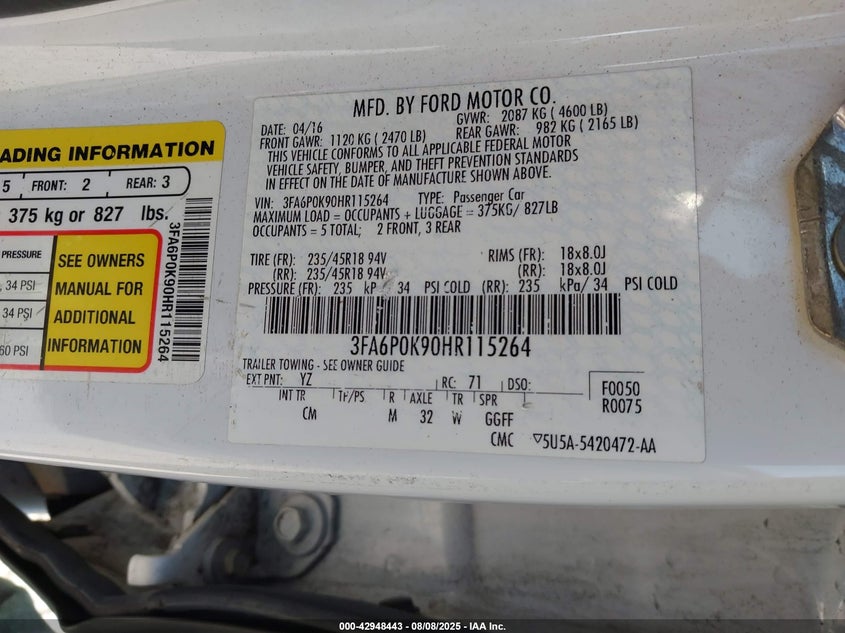 ADING INFORMATION
5 FRONT: 2 REAR: 3
375 kg or 827 lbs.
PRESSURE
34 PSI
34 PSI
60 PSI
SEE OWNERS
MANUAL FOR
ADDITIONAL
INFORMATION
3FA6P0K90HR115264
MFD. BY FORD MOTOR CO.
DATE: 04/16 GVWR: 2087 KG ( 4600 LB)
FRONT GAWR: 1120 KG ( 2470 LB) REAR GAWR: 982 KG ( 2165 LB)
THIS VEHICLE CONFORMS TO ALL APPLICABLE FEDERAL MOTOR
VEHICLE SAFETY, BUMPER, AND THEFT PREVENTION STANDARDS
IN EFFECT ON THE DATE OF MANUFACTURE SHOWN ABOVE.
VIN: 3FA6P0K90HR115264 TYPE: Passenger Car
MAXIMUM LOAD = OCCUPANTS + LUGGAGE = 375KG/ 827LB
OCCUPANTS = 5 TOTAL; 2 FRONT, 3 REAR
TIRE (FR): 235/45R18 94V RIMS (FR): 18x8.0J
(RR): 235/45R18 94V (RR): 18x8.0J
PRESSURE (FR): 235 kP / 34 PSI COLD (RR): 235 kPa/ 34 PSI COLD
3FA6P0K90HR115264
TRAILER TOWING - SEE OWNER GUIDE
EXT PNT: YZ RC: 71 DSO: F0050
INT TR TP/PS R AXLE TR SPR R0075
CM M 32 W GGFF
CMC 5U5A-5420472-AA
000-42948443 - 08/08/2025 - IAA Inc.